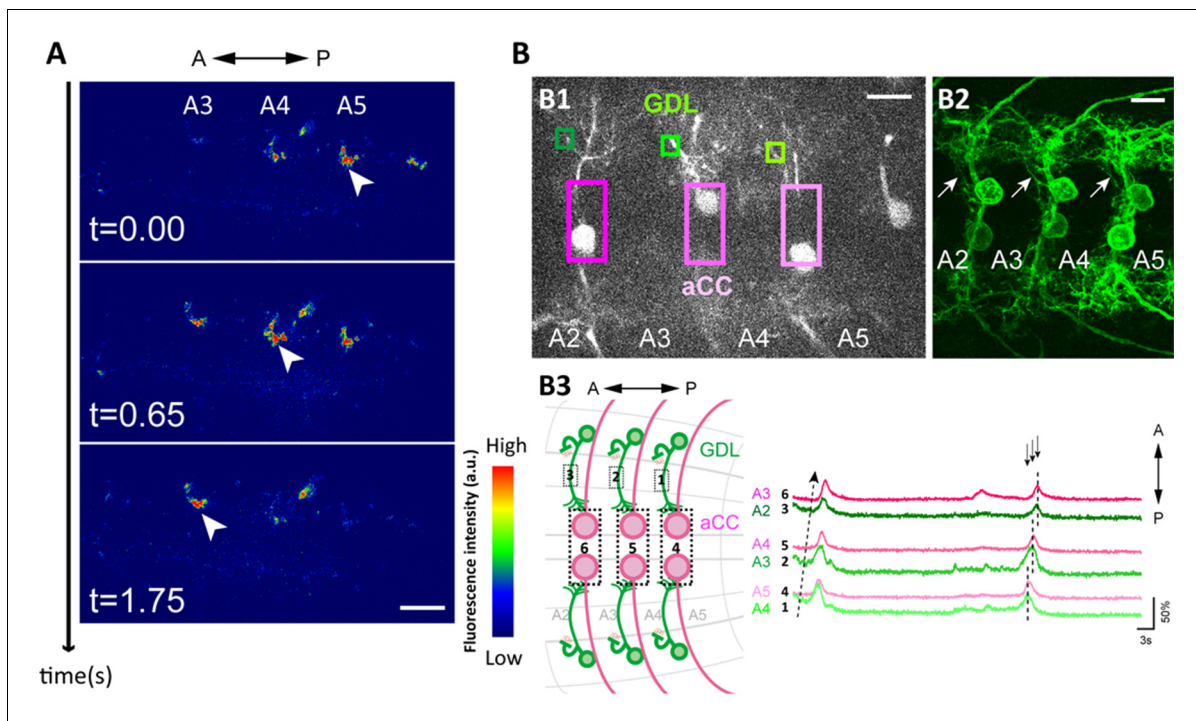 A
A P
A3 A4 A5
t=0.00
t=0.65
t=1.75
time(s)
High
Fluorescence intensity (a.u.)
Low
B
B1
GDL
aCC
A2 A3 A4 A5
B2
A2 A3 A4 A5
B3
A P
GDL
3 2 1
aCC
6 5 4
A2 A3 A4 A5
A
P
A3 6
A2 3
A4 5
A3 2
A5 4
A4 1
50%
3s